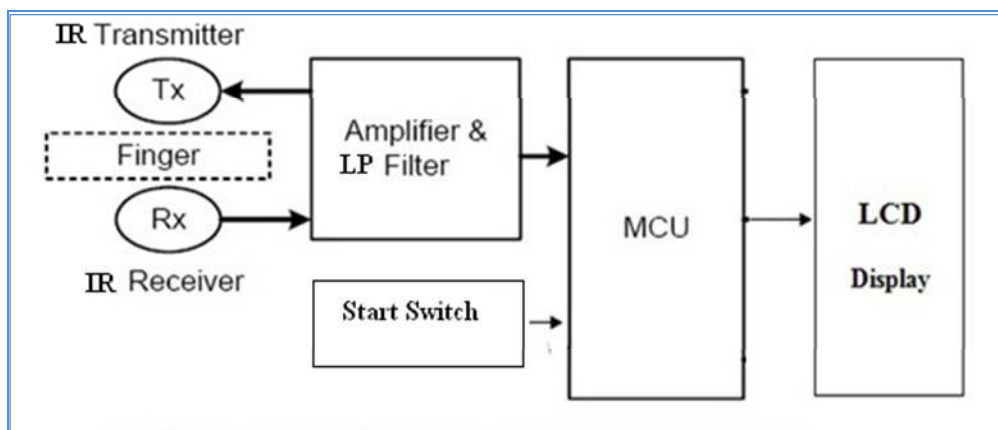 IR Transmitter
Tx
Finger
Rx
IR Receiver
Amplifier &
LP Filter
Start Switch
MCU
LCD
Display